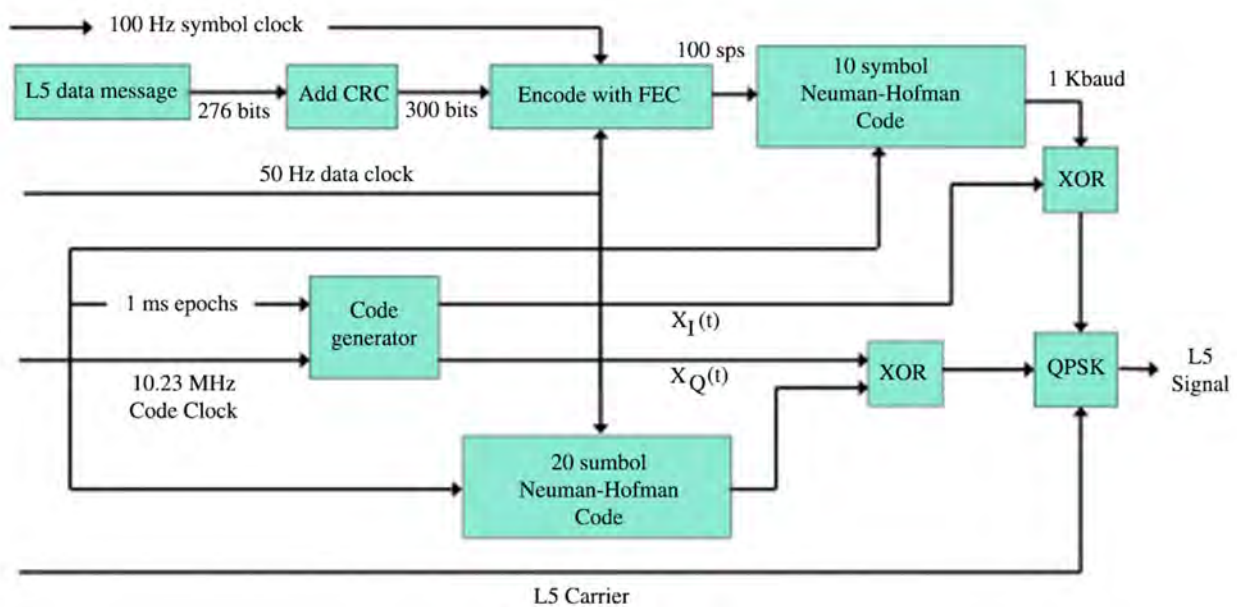 100 Hz symbol clock
L5 data message
276 bits
Add CRC
300 bits
Encode with FEC
100 sps
10 symbol
Neuman-Hofman
Code
1 Kbaud
XOR
50 Hz data clock
1 ms epochs
Code
generator
X_I(t)
X_Q(t)
10.23 MHz
Code Clock
XOR
QPSK
L5
Signal
20 sumbol
Neuman-Hofman
Code
L5 Carrier